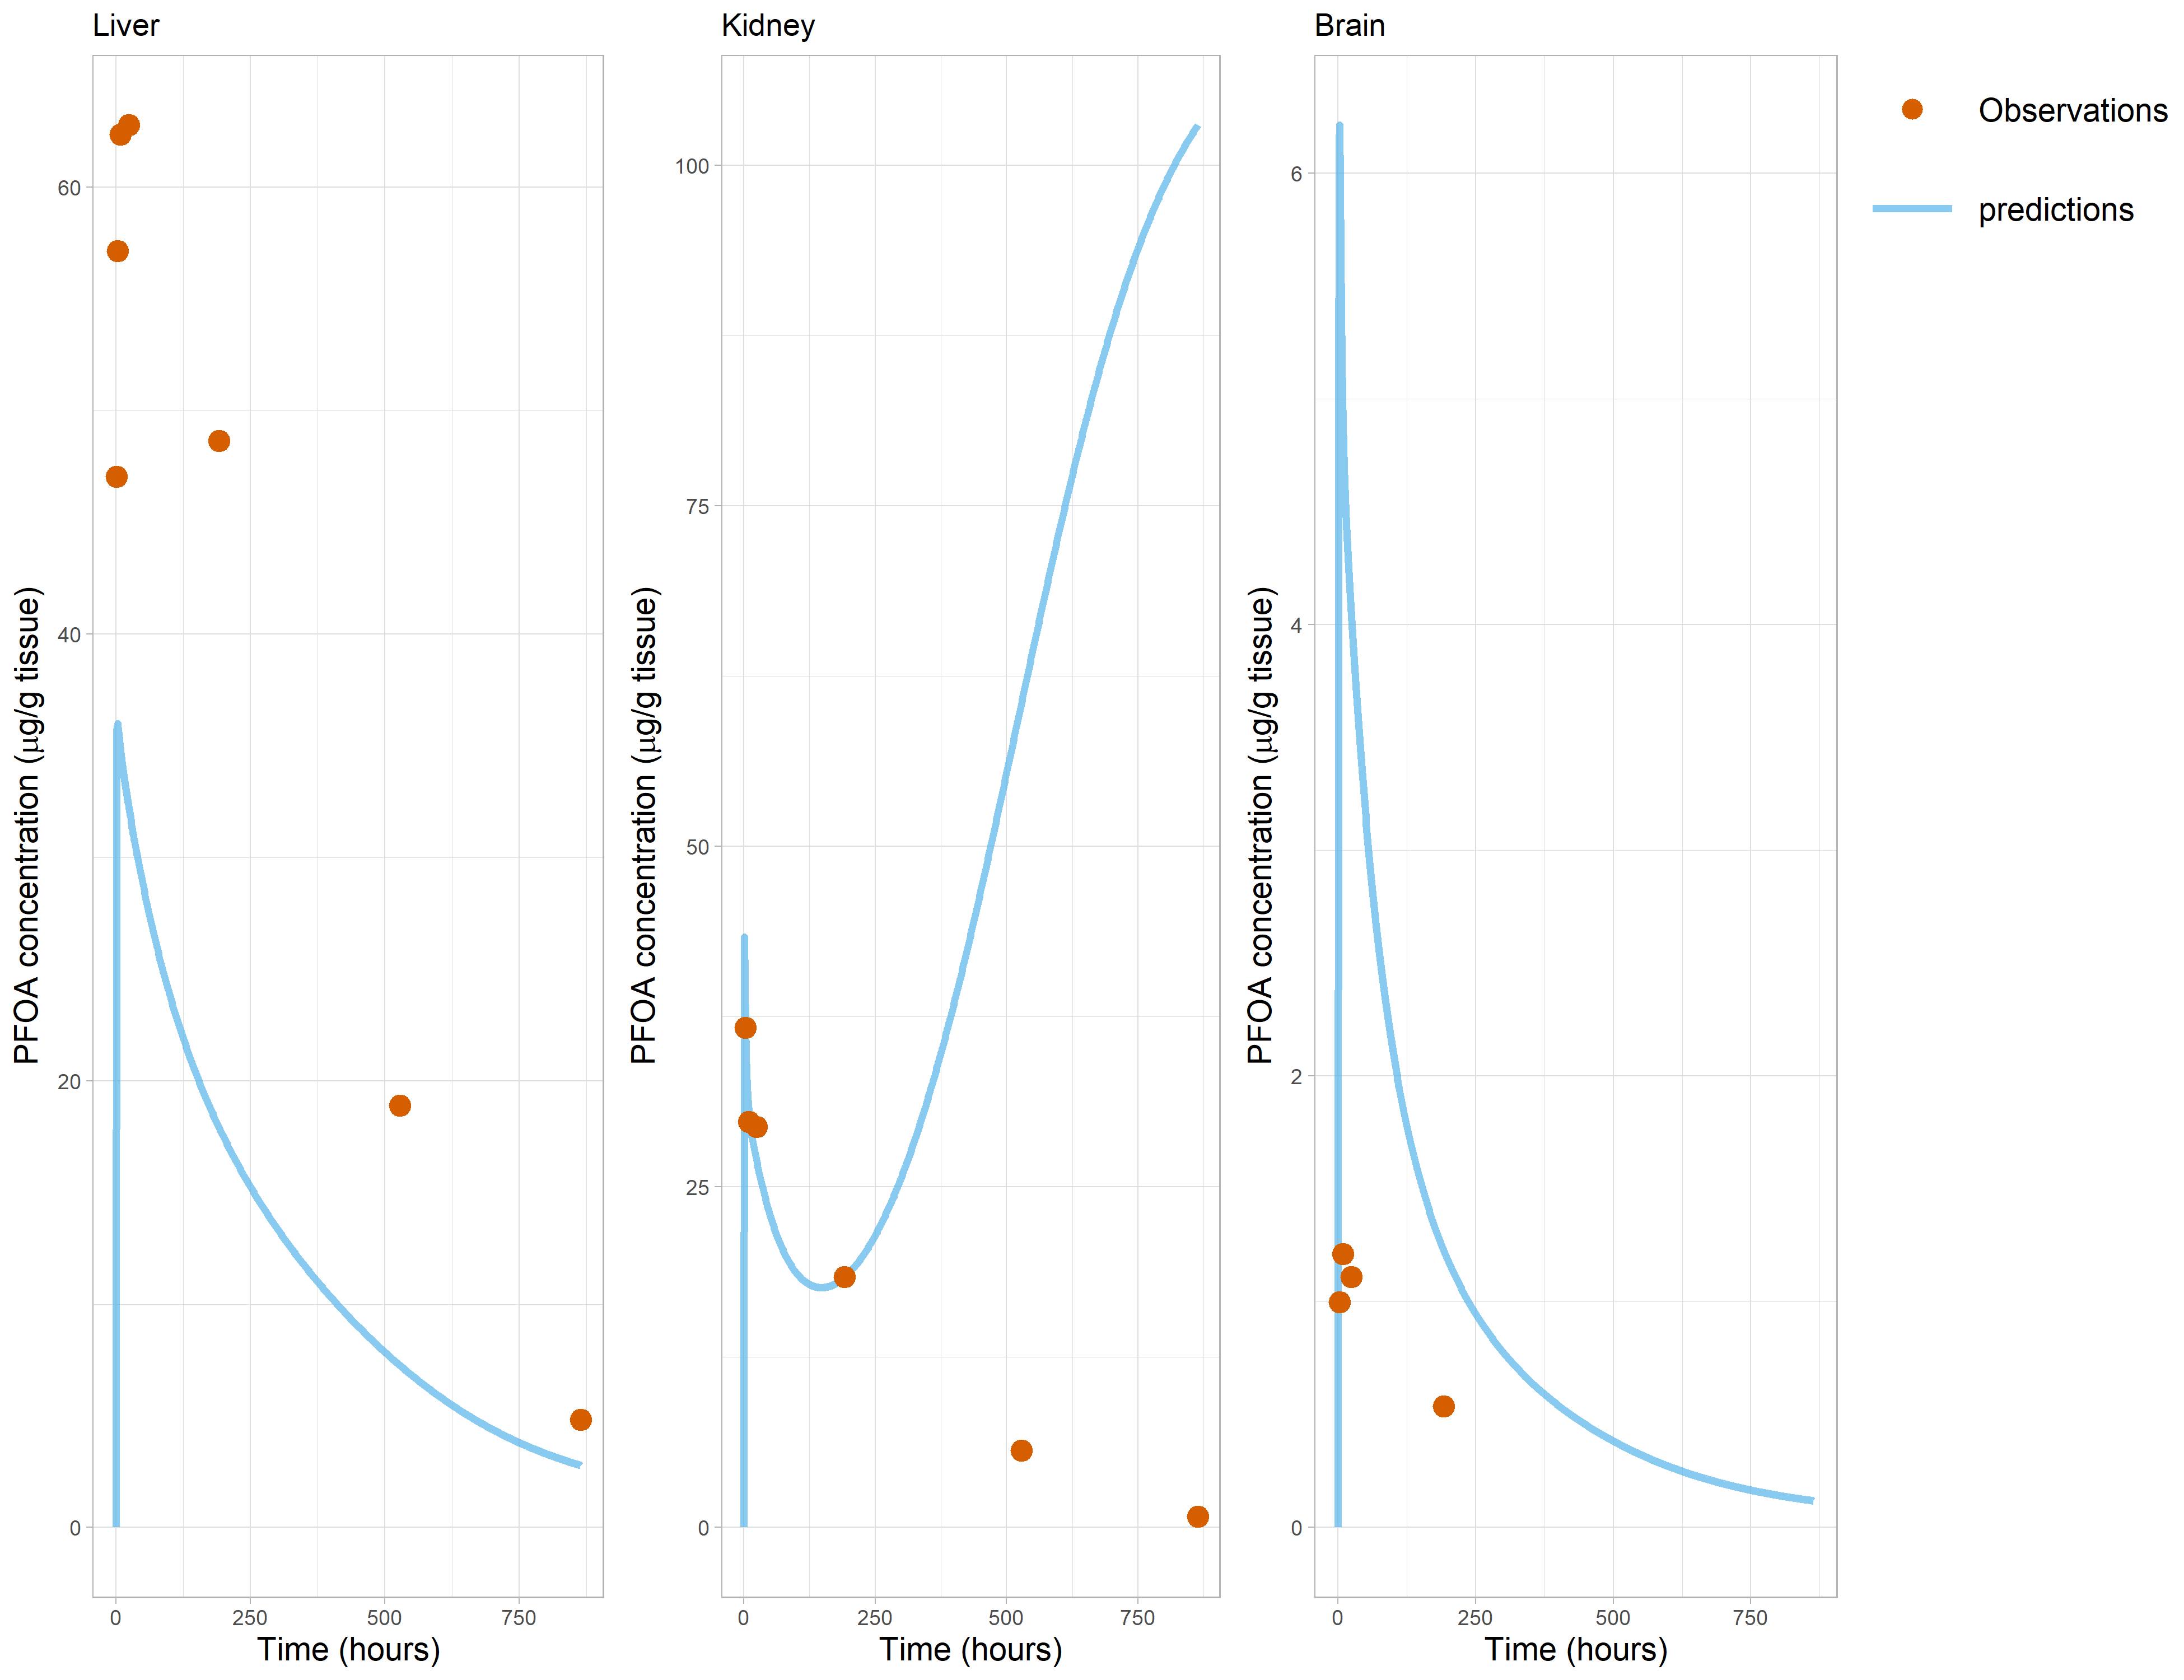 Liver
Kidney
Brain
Observations
predictions
PFOA concentration (µg/g tissue)
60
40
20
0
0
250
500
750
Time (hours)
PFOA concentration (µg/g tissue)
100
75
50
25
0
0
250
500
750
Time (hours)
PFOA concentration (µg/g tissue)
6
4
2
0
0
250
500
750
Time (hours)